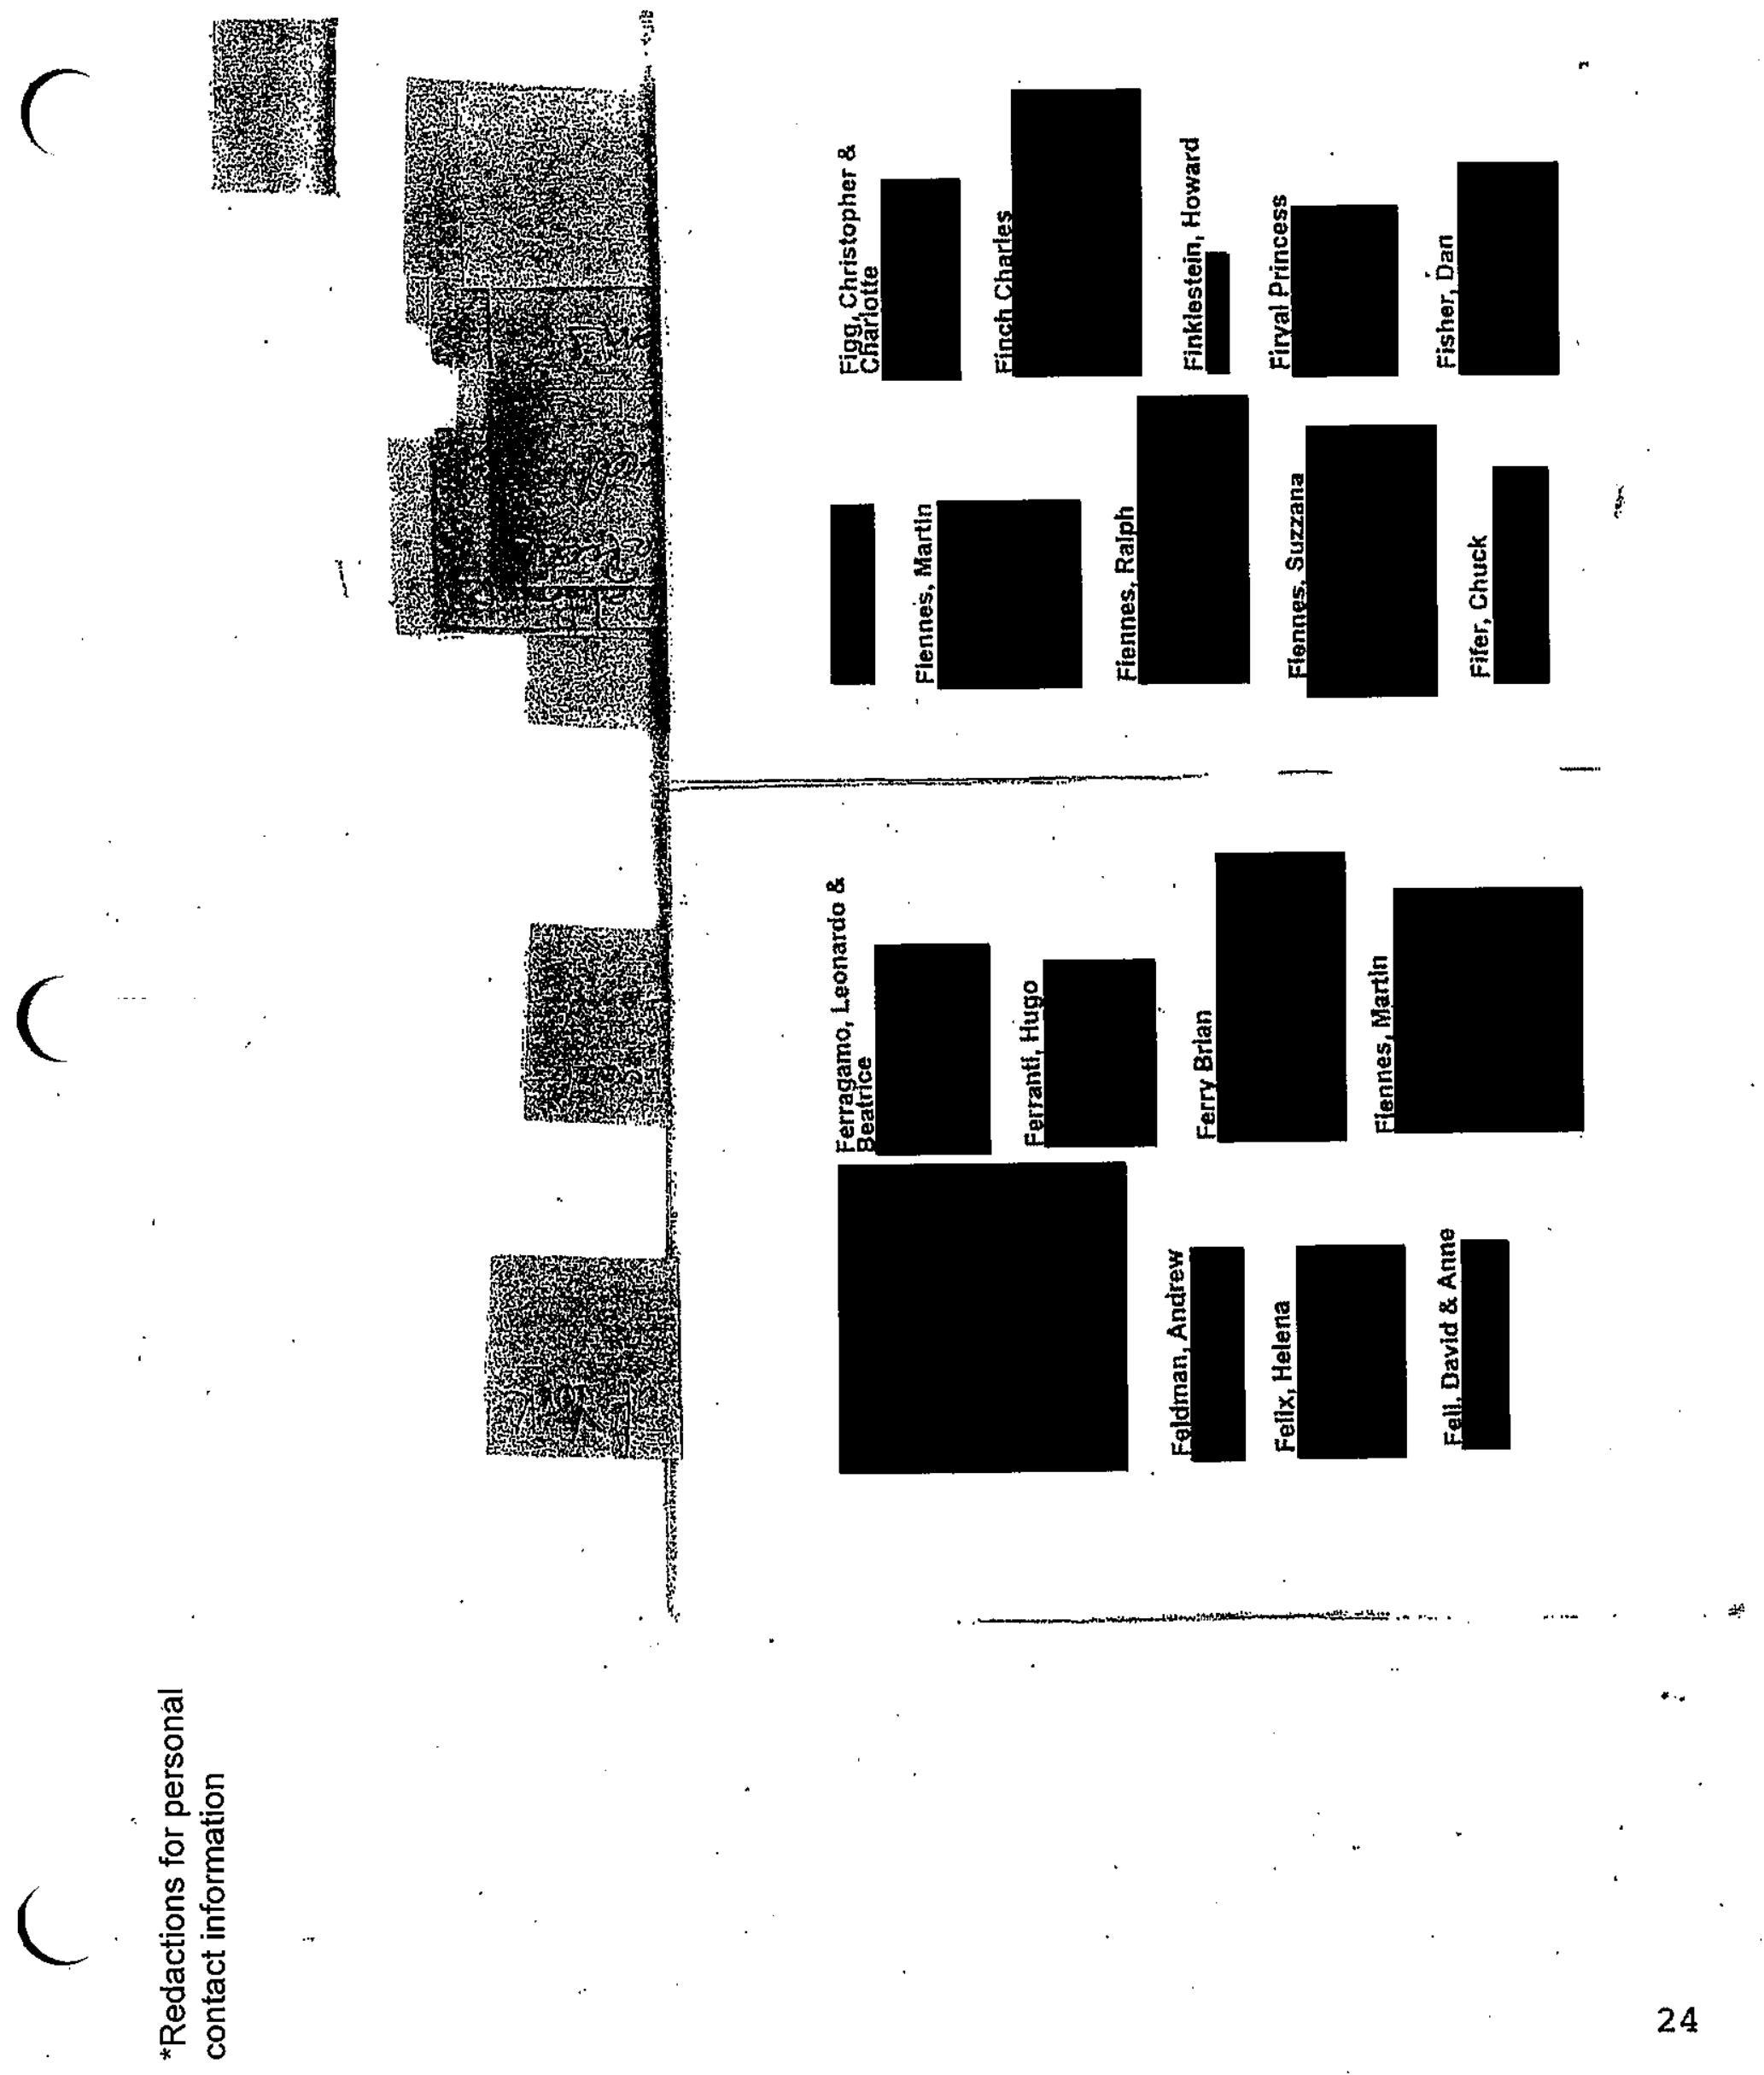 *Redactions for personal
contact information
Feldman, Andrew
Felix, Helena
Fell, David & Anne
Ferragamo, Leonardo &
Beatrice
Ferranti, Hugo
Ferry Brian
Fiennes, Martin
Fiennes, Martin
Fiennes, Ralph
Fiennes, Suzzana
Fifer, Chuck
Figg, Christopher &
Charlotte
Finch Charles
Finklestein, Howard
Firyal Princess
Fisher, Dan
24